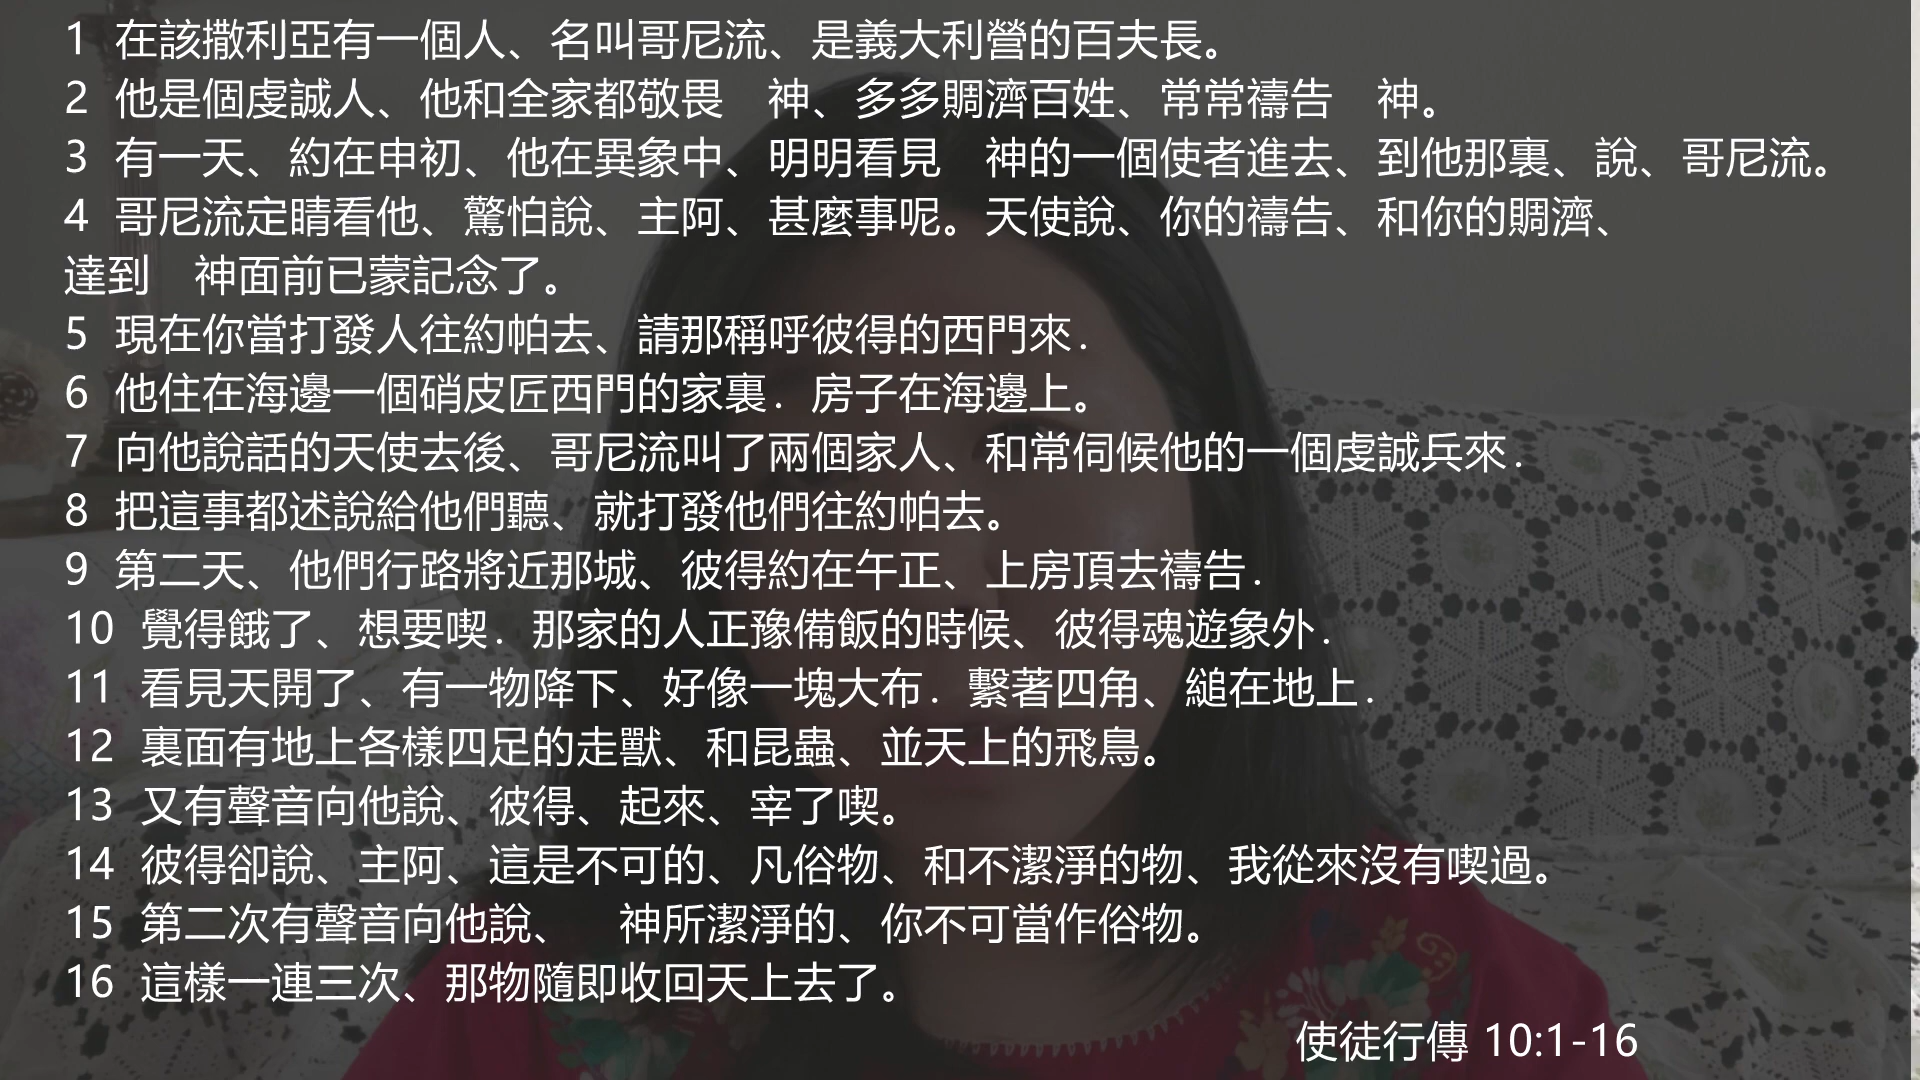 1 在該撒利亞有一個人、名叫哥尼流、是義大利營的百夫長。
2 他是個虔誠人、他和全家都敬畏　神、多多賙濟百姓、常常禱告　神。
3 有一天、約在申初、他在異象中、明明看見　神的一個使者進去、到他那裏、說、哥尼流。
4 哥尼流定睛看他、驚怕說、主阿、甚麼事呢。天使說、你的禱告、和你的賙濟、
達到　神面前已蒙記念了。
5 現在你當打發人往約帕去、請那稱呼彼得的西門來．
6 他住在海邊一個硝皮匠西門的家裏．房子在海邊上。
7 向他說話的天使去後、哥尼流叫了兩個家人、和常伺候他的一個虔誠兵來．
8 把這事都述說給他們聽、就打發他們往約帕去。
9 第二天、他們行路將近那城、彼得約在午正、上房頂去禱告．
10 覺得餓了、想要喫．那家的人正豫備飯的時候、彼得魂遊象外．
11 看見天開了、有一物降下、好像一塊大布．繫著四角、縋在地上．
12 裏面有地上各樣四足的走獸、和昆蟲、並天上的飛鳥。
13 又有聲音向他說、彼得、起來、宰了喫。
14 彼得卻說、主阿、這是不可的、凡俗物、和不潔淨的物、我從來沒有喫過。
15 第二次有聲音向他說、　神所潔淨的、你不可當作俗物。
16 這樣一連三次、那物隨即收回天上去了。
使徒行傳 10:1-16